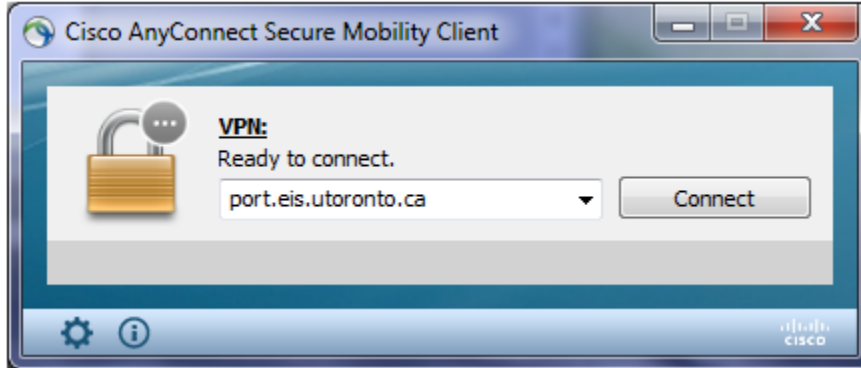 Cisco AnyConnect Secure Mobility Client
VPN:
Ready to connect.
port.eis.utoronto.ca
Connect
CISCO